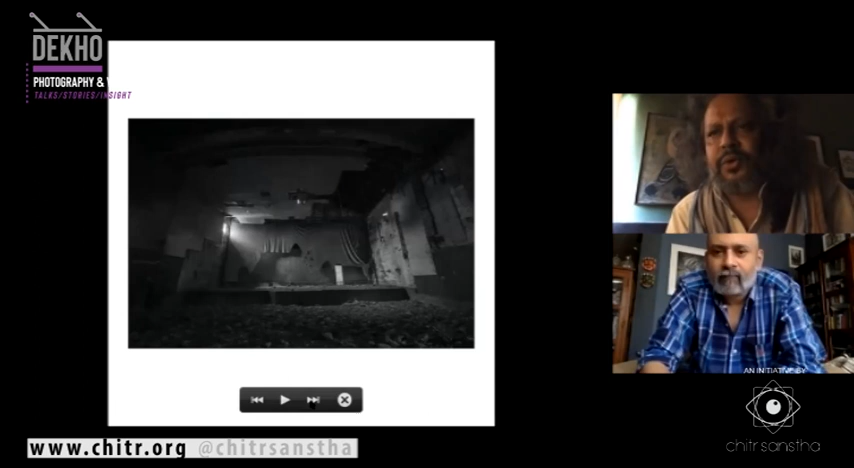 DEKHO
PHOTOGRAPHY &
TALKS/STORIES/INSIGHT
AN INITIATIVE BY
chitrsanstha
www.chitr.org @chitrsanstha